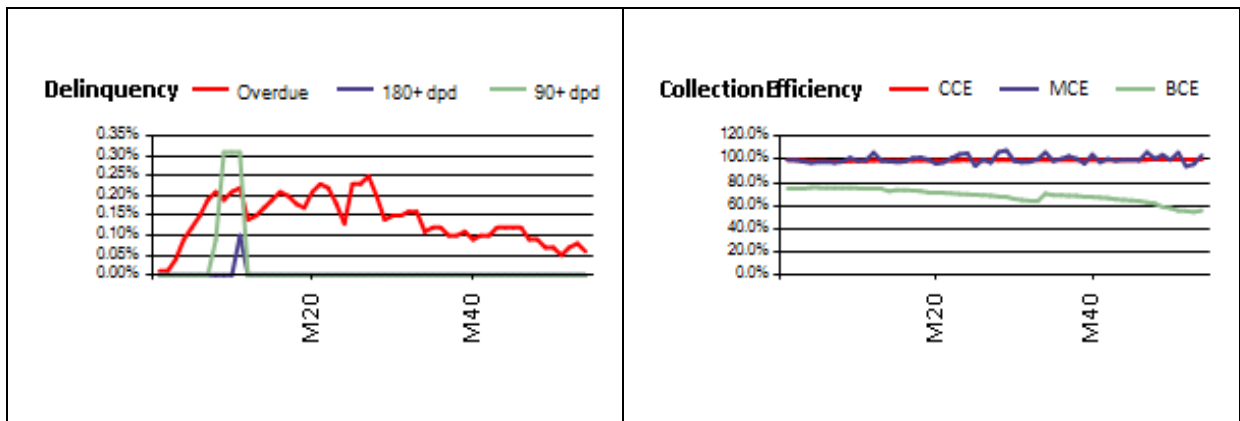 Delinquency Overdue 180+ dpd 90+ dpd
0.35%
0.30%
0.25%
0.20%
0.15%
0.10%
0.05%
0.00%
M20
M40
Collection Efficiency CCE MCE BCE
120.0%
100.0%
80.0%
60.0%
40.0%
20.0%
0.0%
M20
M40